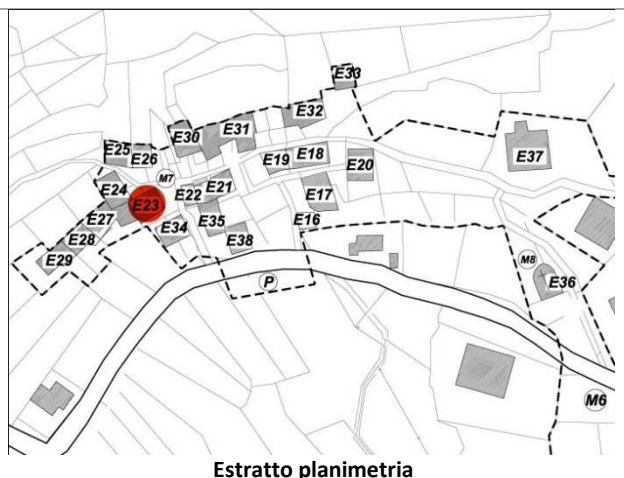 E33
E32
E31
E30
E25
E26
E37
E19
E18
E20
M7
E24
E22
E21
E17
E23
E27
E35
E16
E34
E28
E38
E29
M8
P
E36
M6
Estratto planimetria